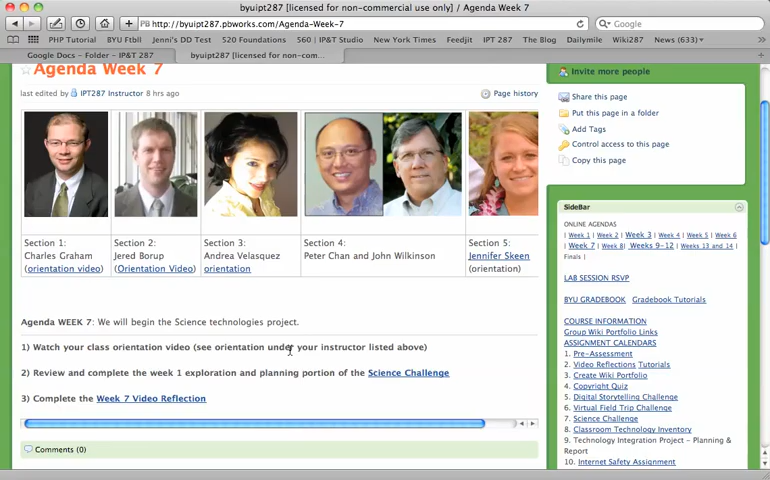 byuipt287 [licensed for non-commercial use only] / Agenda Week 7
PB http://byuipt287.pbworks.com/Agenda-Week-7
Google
PHP Tutorial BYU Ftbll Jenni's DD Test 520 Foundations 560 | IP&T Studio New York Times Feedjit IPT 287 The Blog Dailymile Wiki287 News (633)
Google Docs - Folder - IP&T 287
byuipt287 [licensed for non-com...
Agenda Week 7
last edited by IPT287 Instructor 8 hrs ago
Page history
Section 1:
Charles Graham
(orientation video)
Section 2:
Jered Borup
(Orientation Video)
Section 3:
Andrea Velasquez
orientation
Section 4:
Peter Chan and John Wilkinson
Section 5:
Jennifer Skeen
(orientation)
Agenda WEEK 7: We will begin the Science technologies project.
1) Watch your class orientation video (see orientation under your instructor listed above)
2) Review and complete the week 1 exploration and planning portion of the Science Challenge
3) Complete the Week 7 Video Reflection
Comments (0)
Invite more people
Share this page
Put this page in a folder
Add Tags
Control access to this page
Copy this page
SideBar
ONLINE AGENDAS
| Week 1 | Week 2 | Week 3 | Week 4 | Week 5 | Week 6
| Week 7 | Week 8| | Weeks 9-12 | Weeks 13 and 14 |
Finals |
LAB SESSION RSVP
BYU GRADEBOOK Gradebook Tutorials
COURSE INFORMATION
Group Wiki Portfolio Links
ASSIGNMENT CALENDARS
1. Pre-Assessment
2. Video Reflections Tutorials
3. Create Wiki Portfolio
4. Copyright Quiz
5. Digital Storytelling Challenge
6. Virtual Field Trip Challenge
7. Science Challenge
8. Classroom Technology Inventory
9. Technology Integration Project - Planning &
Report
10. Internet Safety Assignment